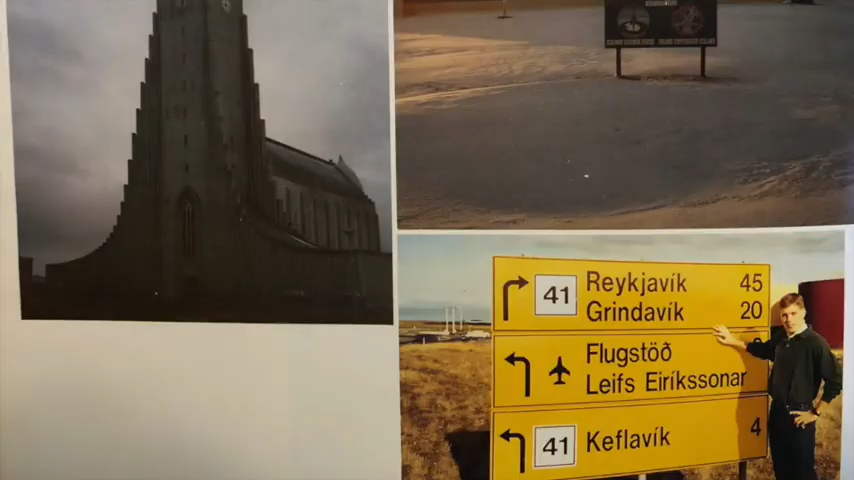 41 Reykjavík 45
Grindavík 20
Flugstöð
Leifs Eiríkssonar
41 Keflavík 4